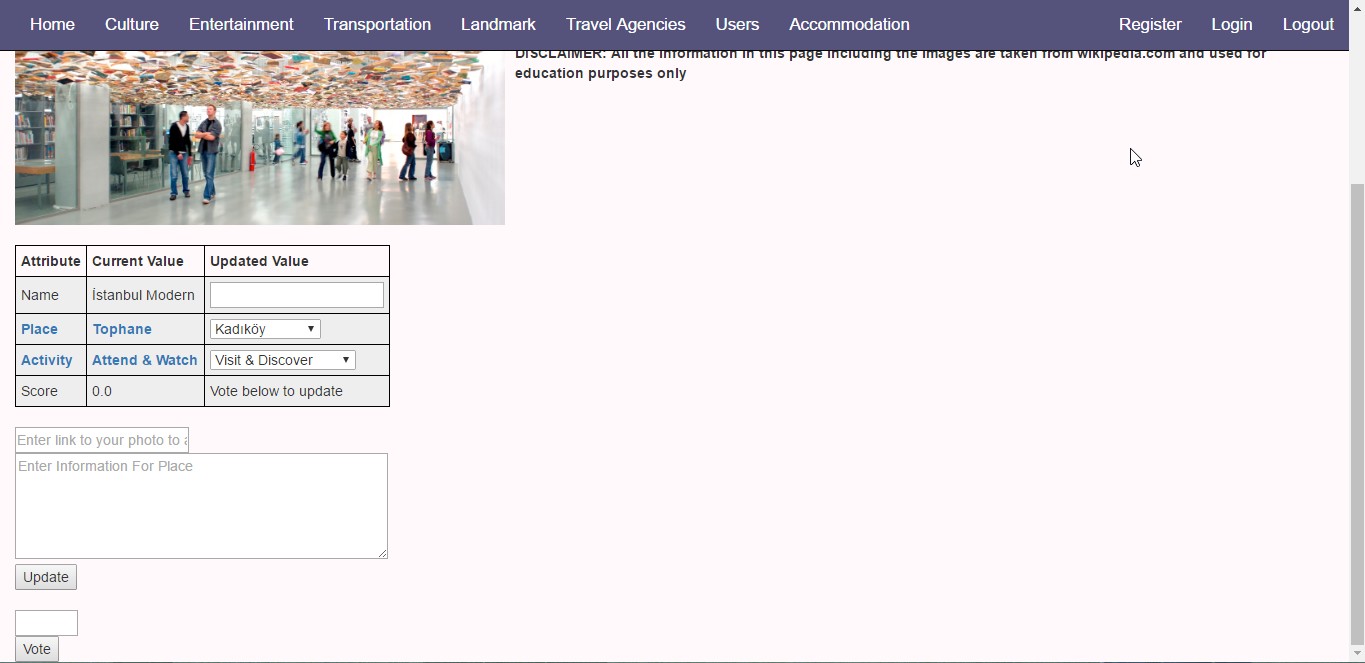 Home Culture Entertainment Transportation Landmark Travel Agencies Users Accommodation Register Login Logout
DISCLAIMER: All the information in this page including the images are taken from wikipedia.com and used for
education purposes only
Attribute Current Value Updated Value
Name İstanbul Modern
Place Tophane Kadıköy
Activity Attend & Watch Visit & Discover
Score 0.0 Vote below to update
Enter link to your photo to a
Enter Information For Place
Update
Vote